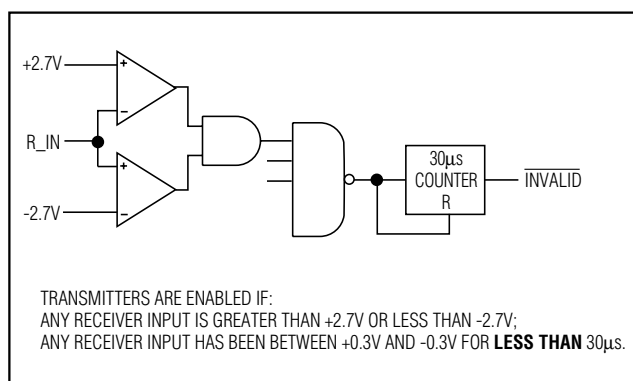 +2.7V
R_IN
-2.7V
30μs
COUNTER
R
INVALID
TRANSMITTERS ARE ENABLED IF:
ANY RECEIVER INPUT IS GREATER THAN +2.7V OR LESS THAN -2.7V;
ANY RECEIVER INPUT HAS BEEN BETWEEN +0.3V AND -0.3V FOR LESS THAN 30μs.